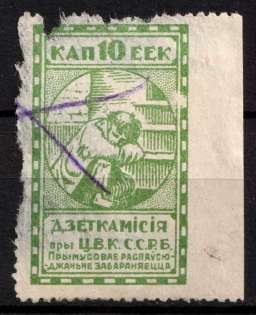 КАП 10 ЕЕК
ДЗЕТКАМІСІЯ
пры Ц.В.К. С.С.Р.Б.
Прымусовае распаўсю-
джаньне забараняецца